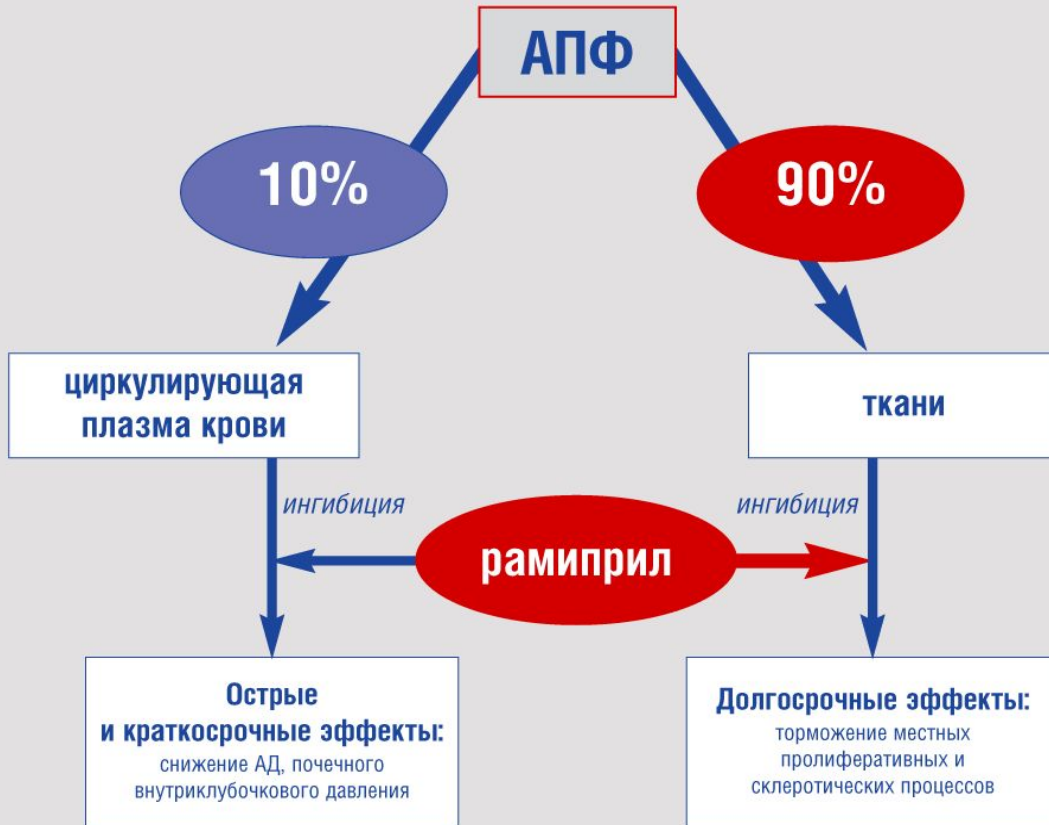 АПФ
10%
90%
циркулирующая
плазма крови
ткани
ингибиция
ингибиция
рамиприл
Острые
и краткосрочные эффекты:
снижение АД, почечного
внутриклубочкового давления
Долгосрочные эффекты:
торможение местных
пролиферативных и
склеротических процессов